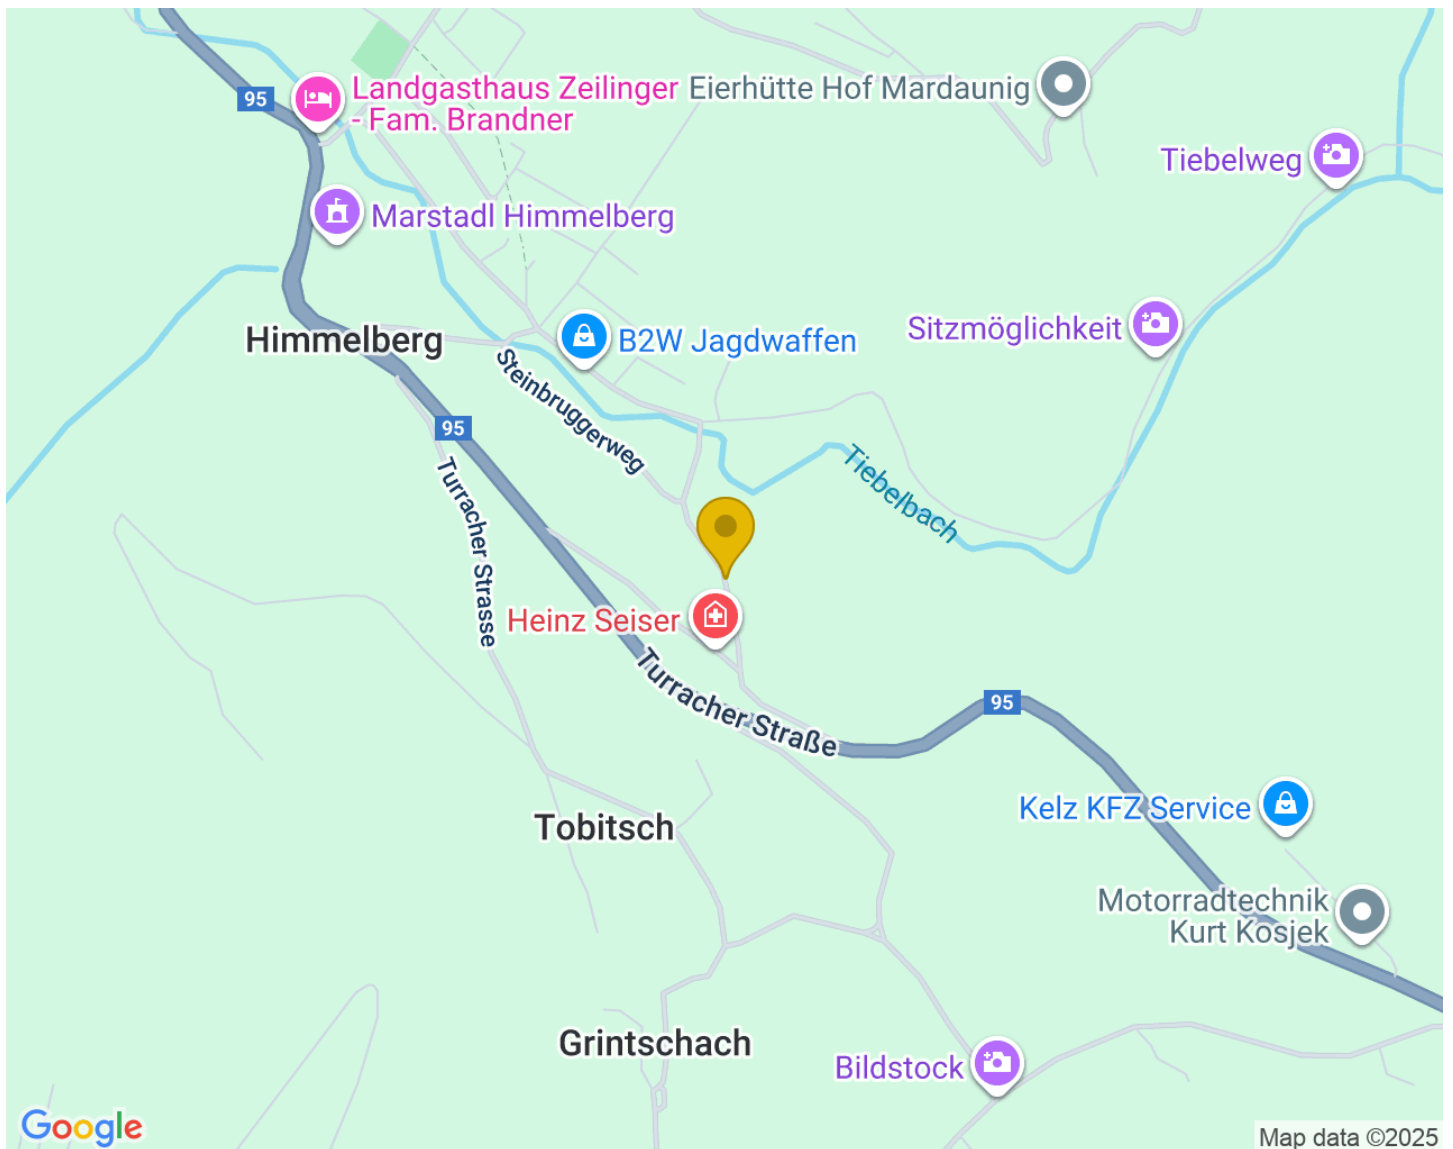 Landgasthaus Zeilinger
- Fam. Brandner
Eierhütte Hof Mardaunig
95
Tiebelweg
Marstadl Himmelberg
Himmelberg
B2W Jagdwaffen
Sitzmöglichkeit
Steinbruggerweg
95
Turracher Strasse
Tiebelbach
Heinz Seiser
Turracher Straße
95
Tobitsch
Kelz KFZ Service
Motorradtechnik
Kurt Kosjek
Grintschach
Bildstock
Google
Map data ©2025